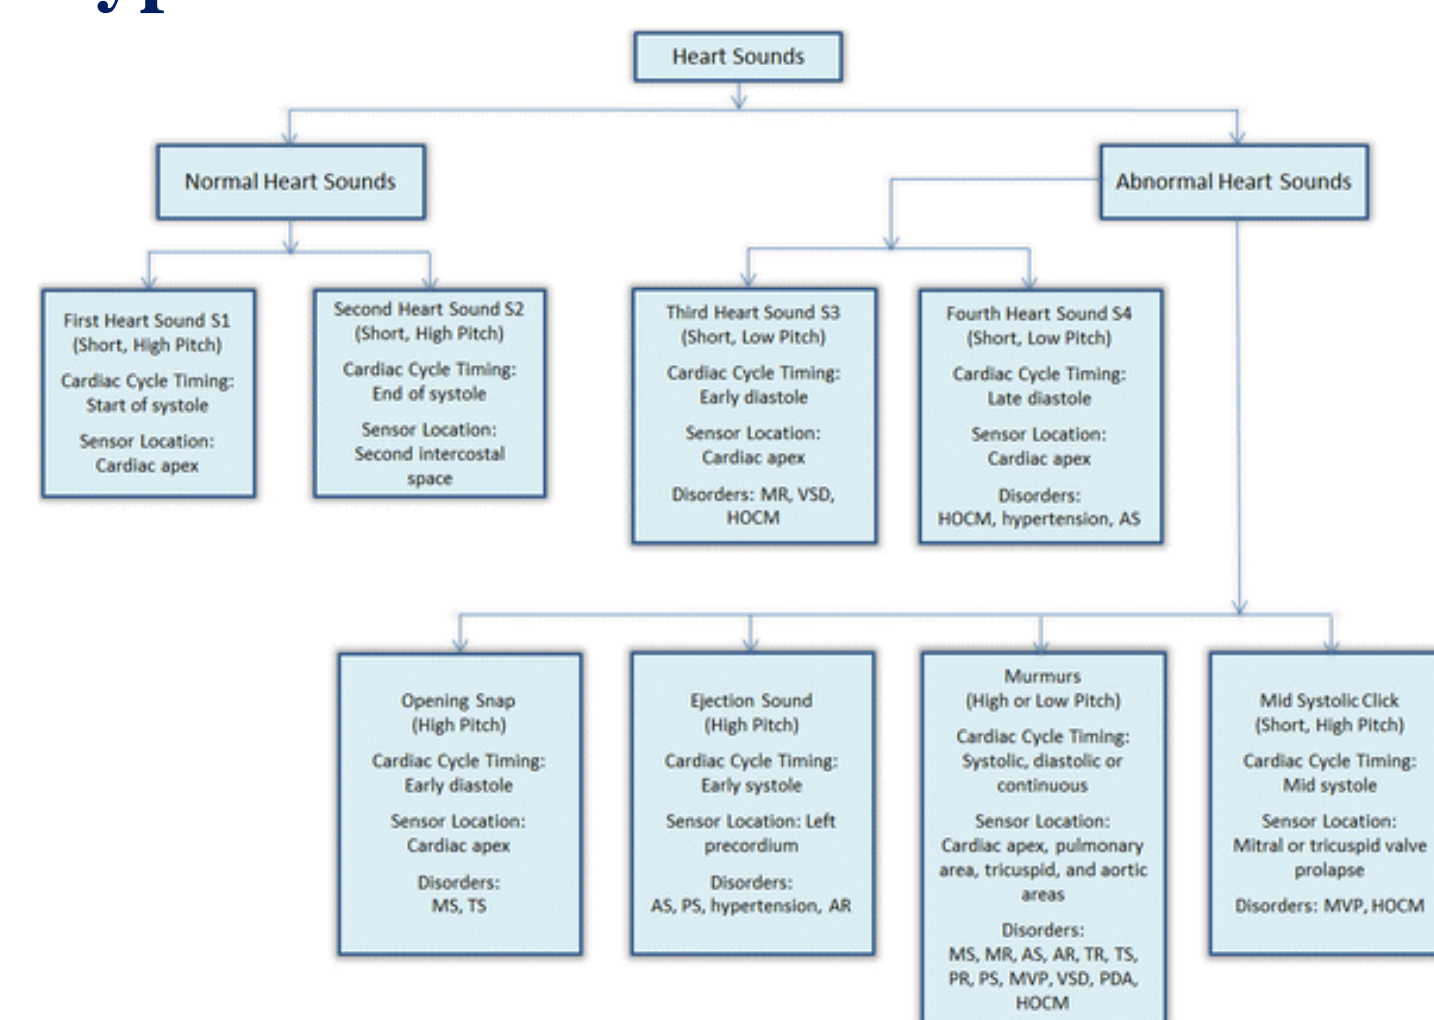 Heart Sounds
Normal Heart Sounds
Abnormal Heart Sounds
First Heart Sound S1
(Short, High Pitch)
Cardiac Cycle Timing:
Start of systole
Sensor Location:
Cardiac apex
Second Heart Sound S2
(Short, High Pitch)
Cardiac Cycle Timing:
End of systole
Sensor Location:
Second intercostal
space
Third Heart Sound S3
(Short, Low Pitch)
Cardiac Cycle Timing:
Early diastole
Sensor Location:
Cardiac apex
Disorders: MR, VSD,
HOCM
Fourth Heart Sound S4
(Short, Low Pitch)
Cardiac Cycle Timing:
Late diastole
Sensor Location:
Cardiac apex
Disorders:
HOCM, hypertension, AS
Opening Snap
(High Pitch)
Cardiac Cycle Timing:
Early diastole
Sensor Location:
Cardiac apex
Disorders:
MS, TS
Ejection Sound
(High Pitch)
Cardiac Cycle Timing:
Early systole
Sensor Location: Left
precordium
Disorders:
AS, PS, hypertension, AR
Murmurs
(High or Low Pitch)
Cardiac Cycle Timing:
Systolic, diastolic or
continuous
Sensor Location:
Cardiac apex, pulmonary
area, tricuspid, and aortic
areas
Disorders:
MS, MR, AS, AR, TR, TS,
PR, PS, MVP, VSD, PDA,
HOCM
Mid Systolic Click
(Short, High Pitch)
Cardiac Cycle Timing:
Mid systole
Sensor Location:
Mitral or tricuspid valve
prolapse
Disorders: MVP, HOCM